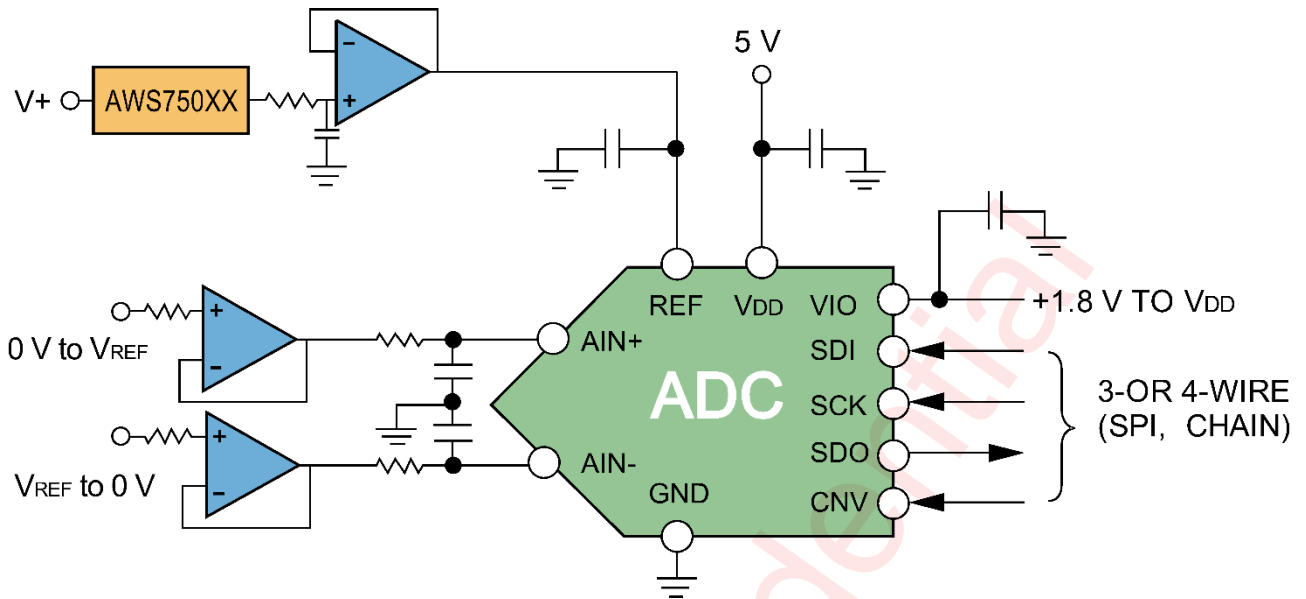 5 V
V+
AWS750XX
−
+
REF
VDD
VIO
+1.8 V TO VDD
+
−
0 V to VREF
AIN+
SDI
ADC
SCK
3-OR 4-WIRE
(SPI, CHAIN)
+
−
VREF to 0 V
AIN-
SDO
GND
CNV